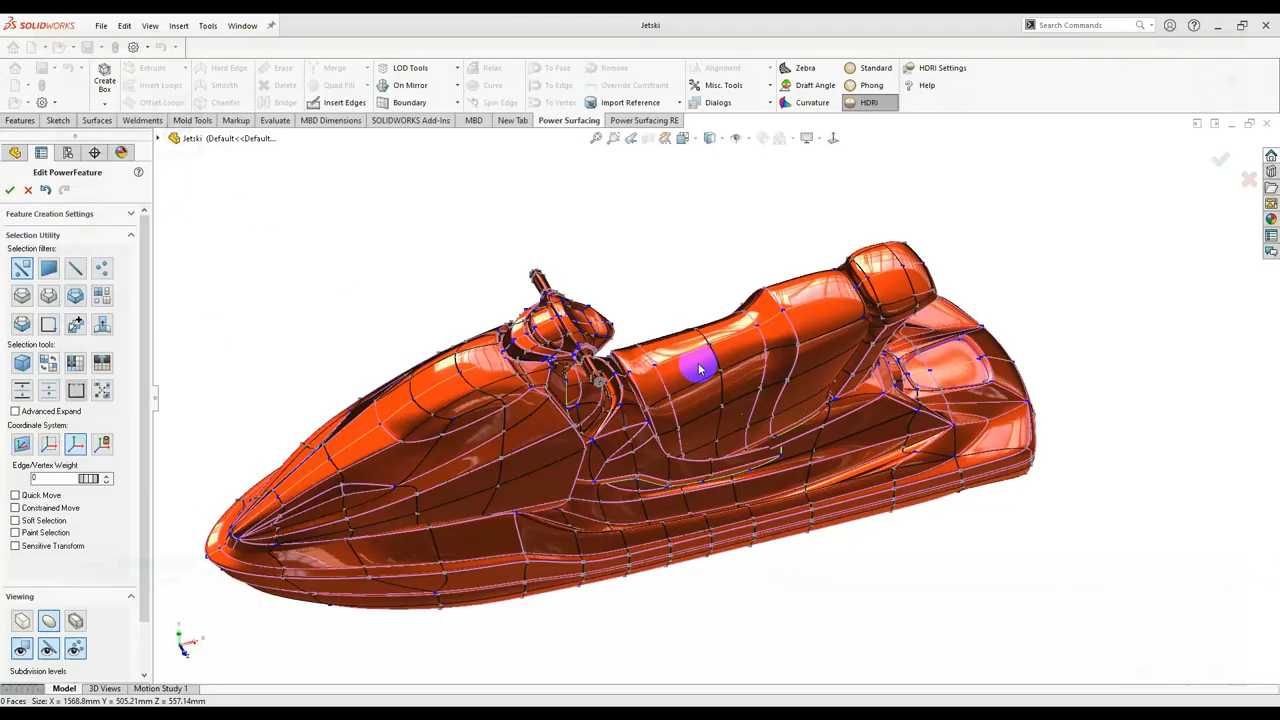 SOLIDWORKS File Edit View Insert Tools Window Jetski Search Commands
Extrude Hard Edge Erase Merge LOD Tools Relax To Face Remove Alignment Zebra Standard HDRI Settings
Create Box Insert Loops Smooth Delete Quad Fill On Mirror Curve To Edge Override Constraint Misc. Tools Draft Angle Phong Help
Offset Loops Chamfer Bridge Insert Edges Boundary Spin Edge To Vertex Import Reference Dialogs Curvature HDRI
Features Sketch Surfaces Weldments Mold Tools Markup Evaluate MBD Dimensions SOLIDWORKS Add-Ins MBD New Tab Power Surfacing Power Surfacing RE
Jetski (Default<<Default...
Edit PowerFeature
Feature Creation Settings
Selection Utility
Selection filters:
Selection tools:
Advanced Expand
Coordinate System:
Edge/Vertex Weight
0
Quick Move
Constrained Move
Soft Selection
Paint Selection
Sensitive Transform
Viewing
Subdivision levels
Model 3D Views Motion Study 1
0 Faces Size: X = 1568.8mm Y = 505.21mm Z = 557.14mm